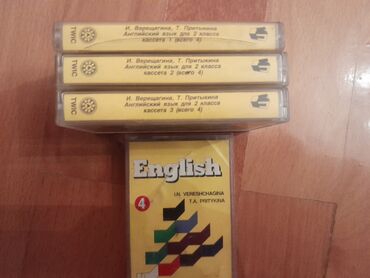 TWIC
И. Верещагина, Т. Притыкина
Английский язык для 2 класса
кассета 1 (всего 4)
TWIC
И. Верещагина, Т. Притыкина
Английский язык для 2 класса
кассета 2 (всего 4)
TWIC
И. Верещагина, Т. Притыкина
Английский язык для 2 класса
кассета 3 (всего 4)
English
I.N. VERESHCHAGINA
T.A. PRITYKINA
4